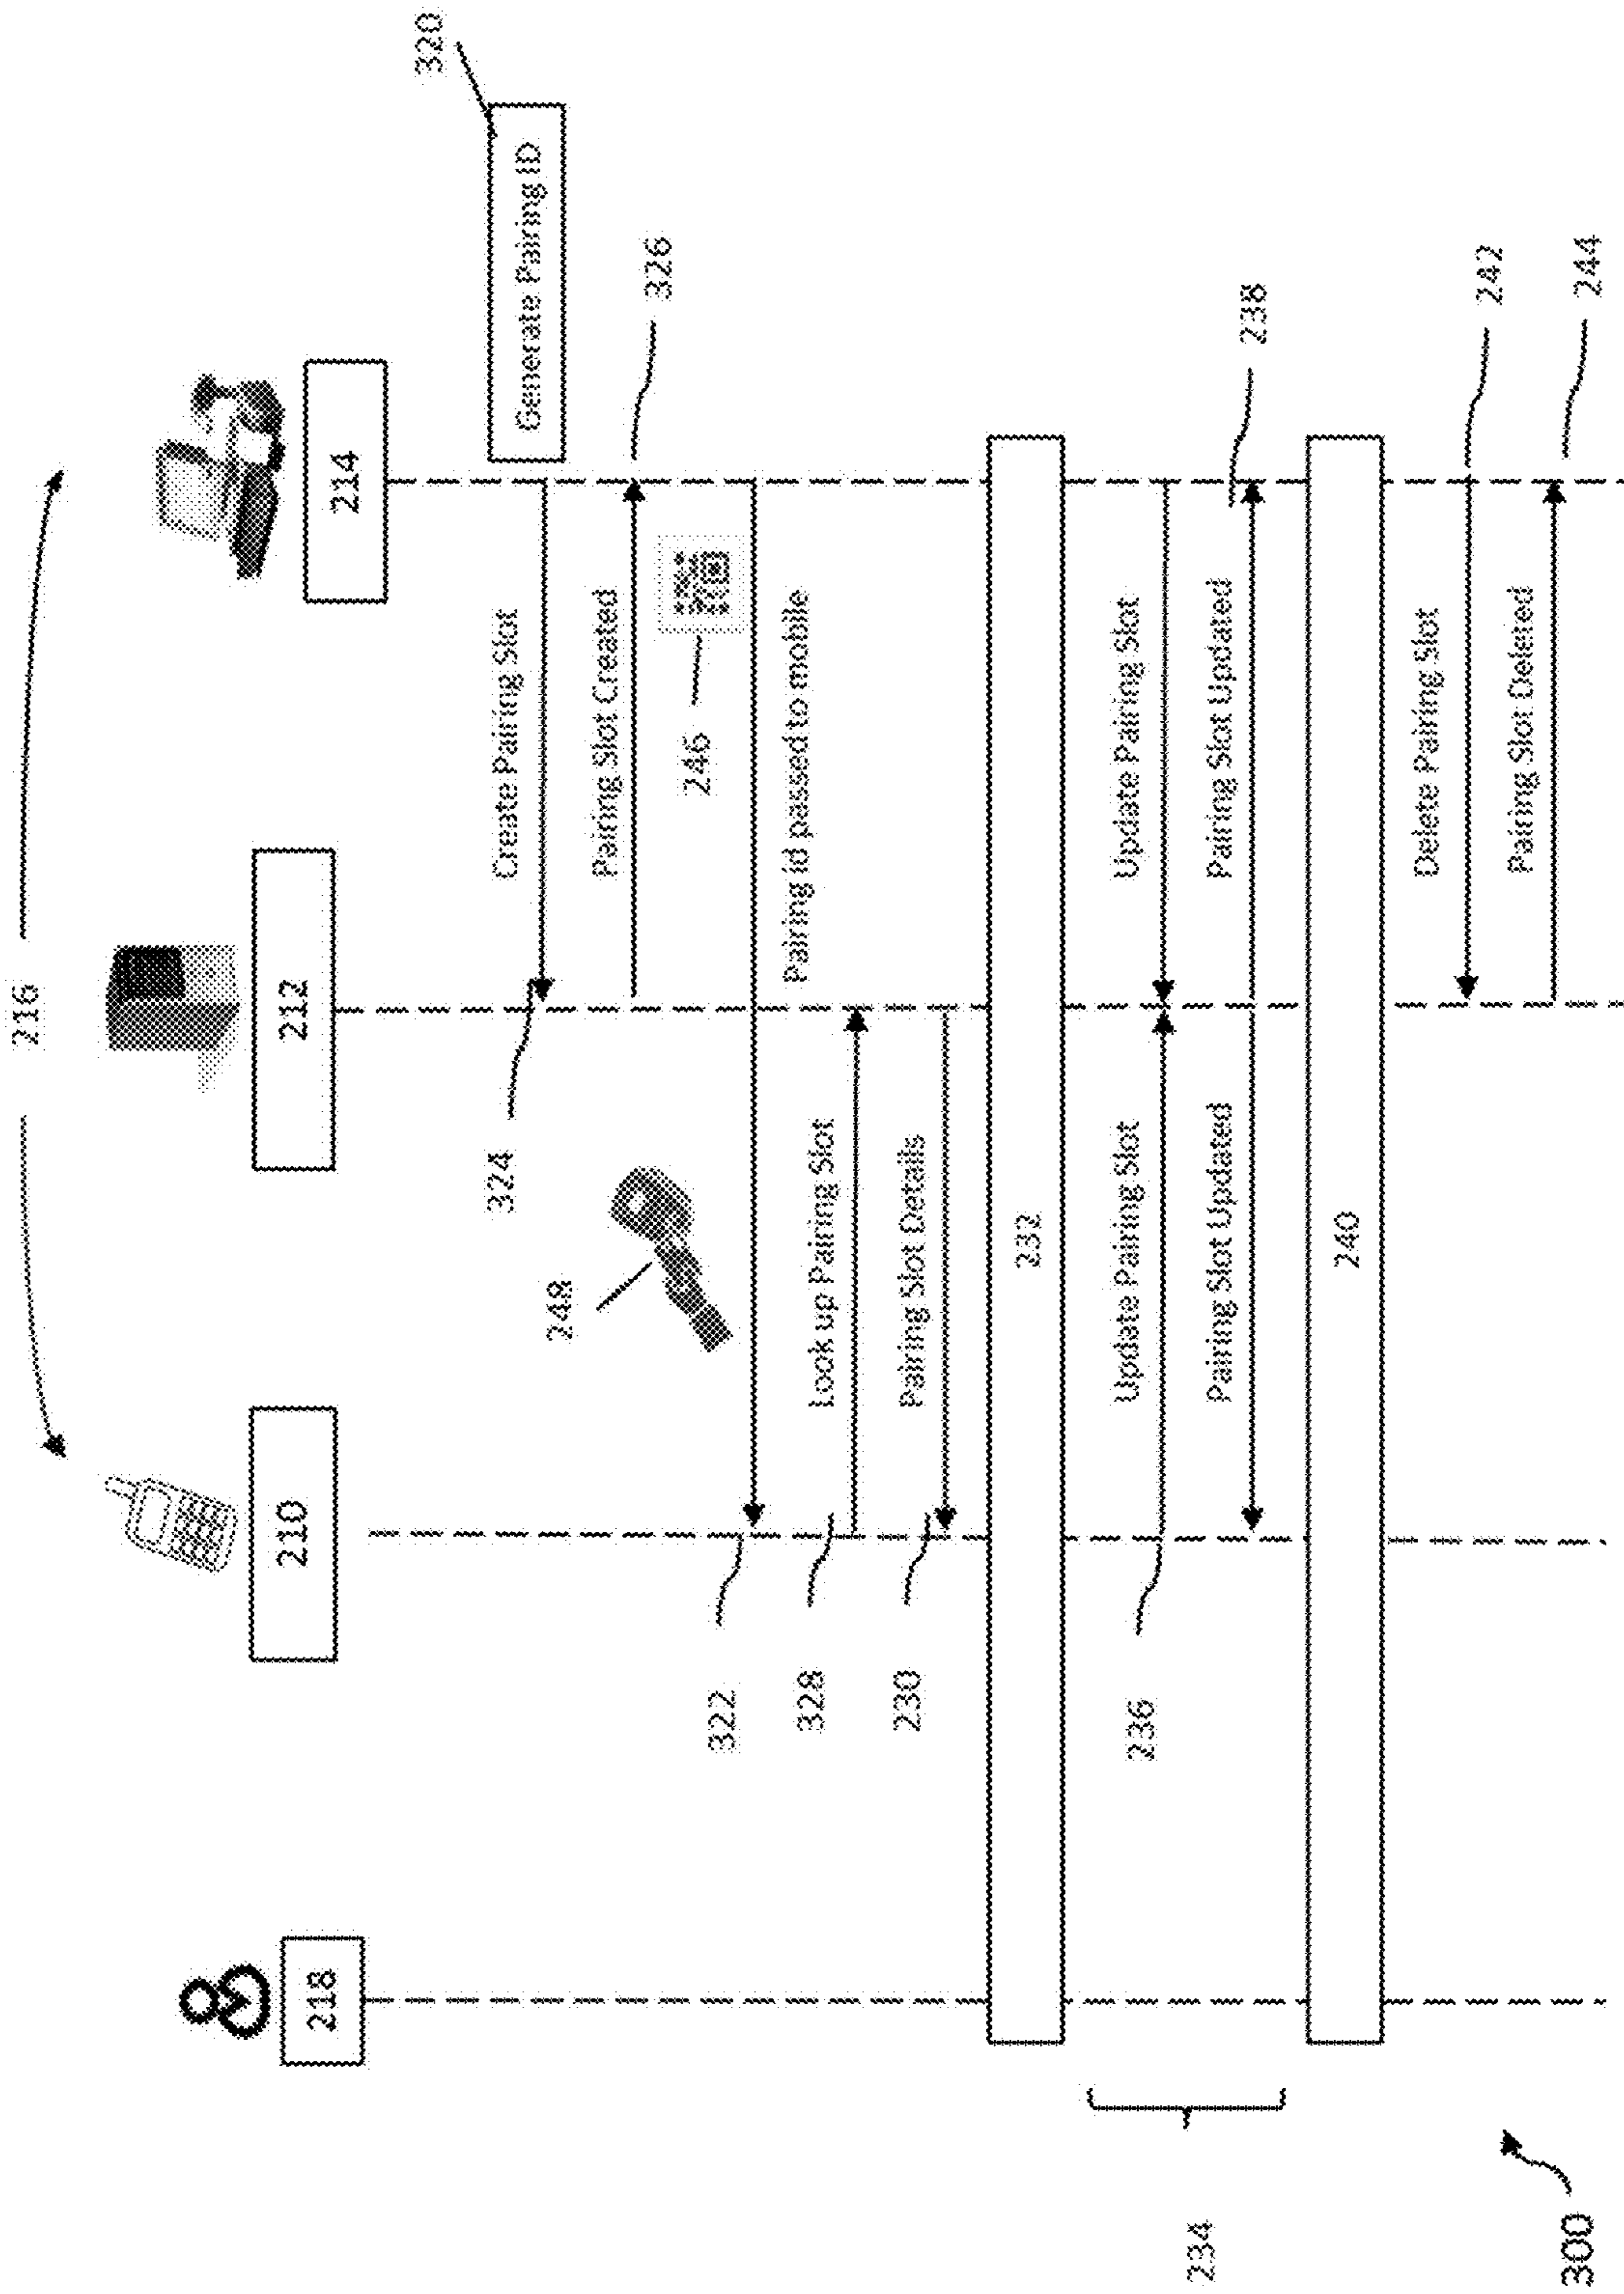 216
218
210
212
214
Generate Pairing ID
320
324
Create Pairing Slot
Pairing Slot Created
326
248
246
322
Pairing id passed to mobile
328
Look up Pairing Slot
230
Pairing Slot Details
232
234
236
Update Pairing Slot
Update Pairing Slot
Pairing Slot Updated
Pairing Slot Updated
238
240
Delete Pairing Slot
242
Pairing Slot Deleted
244
300